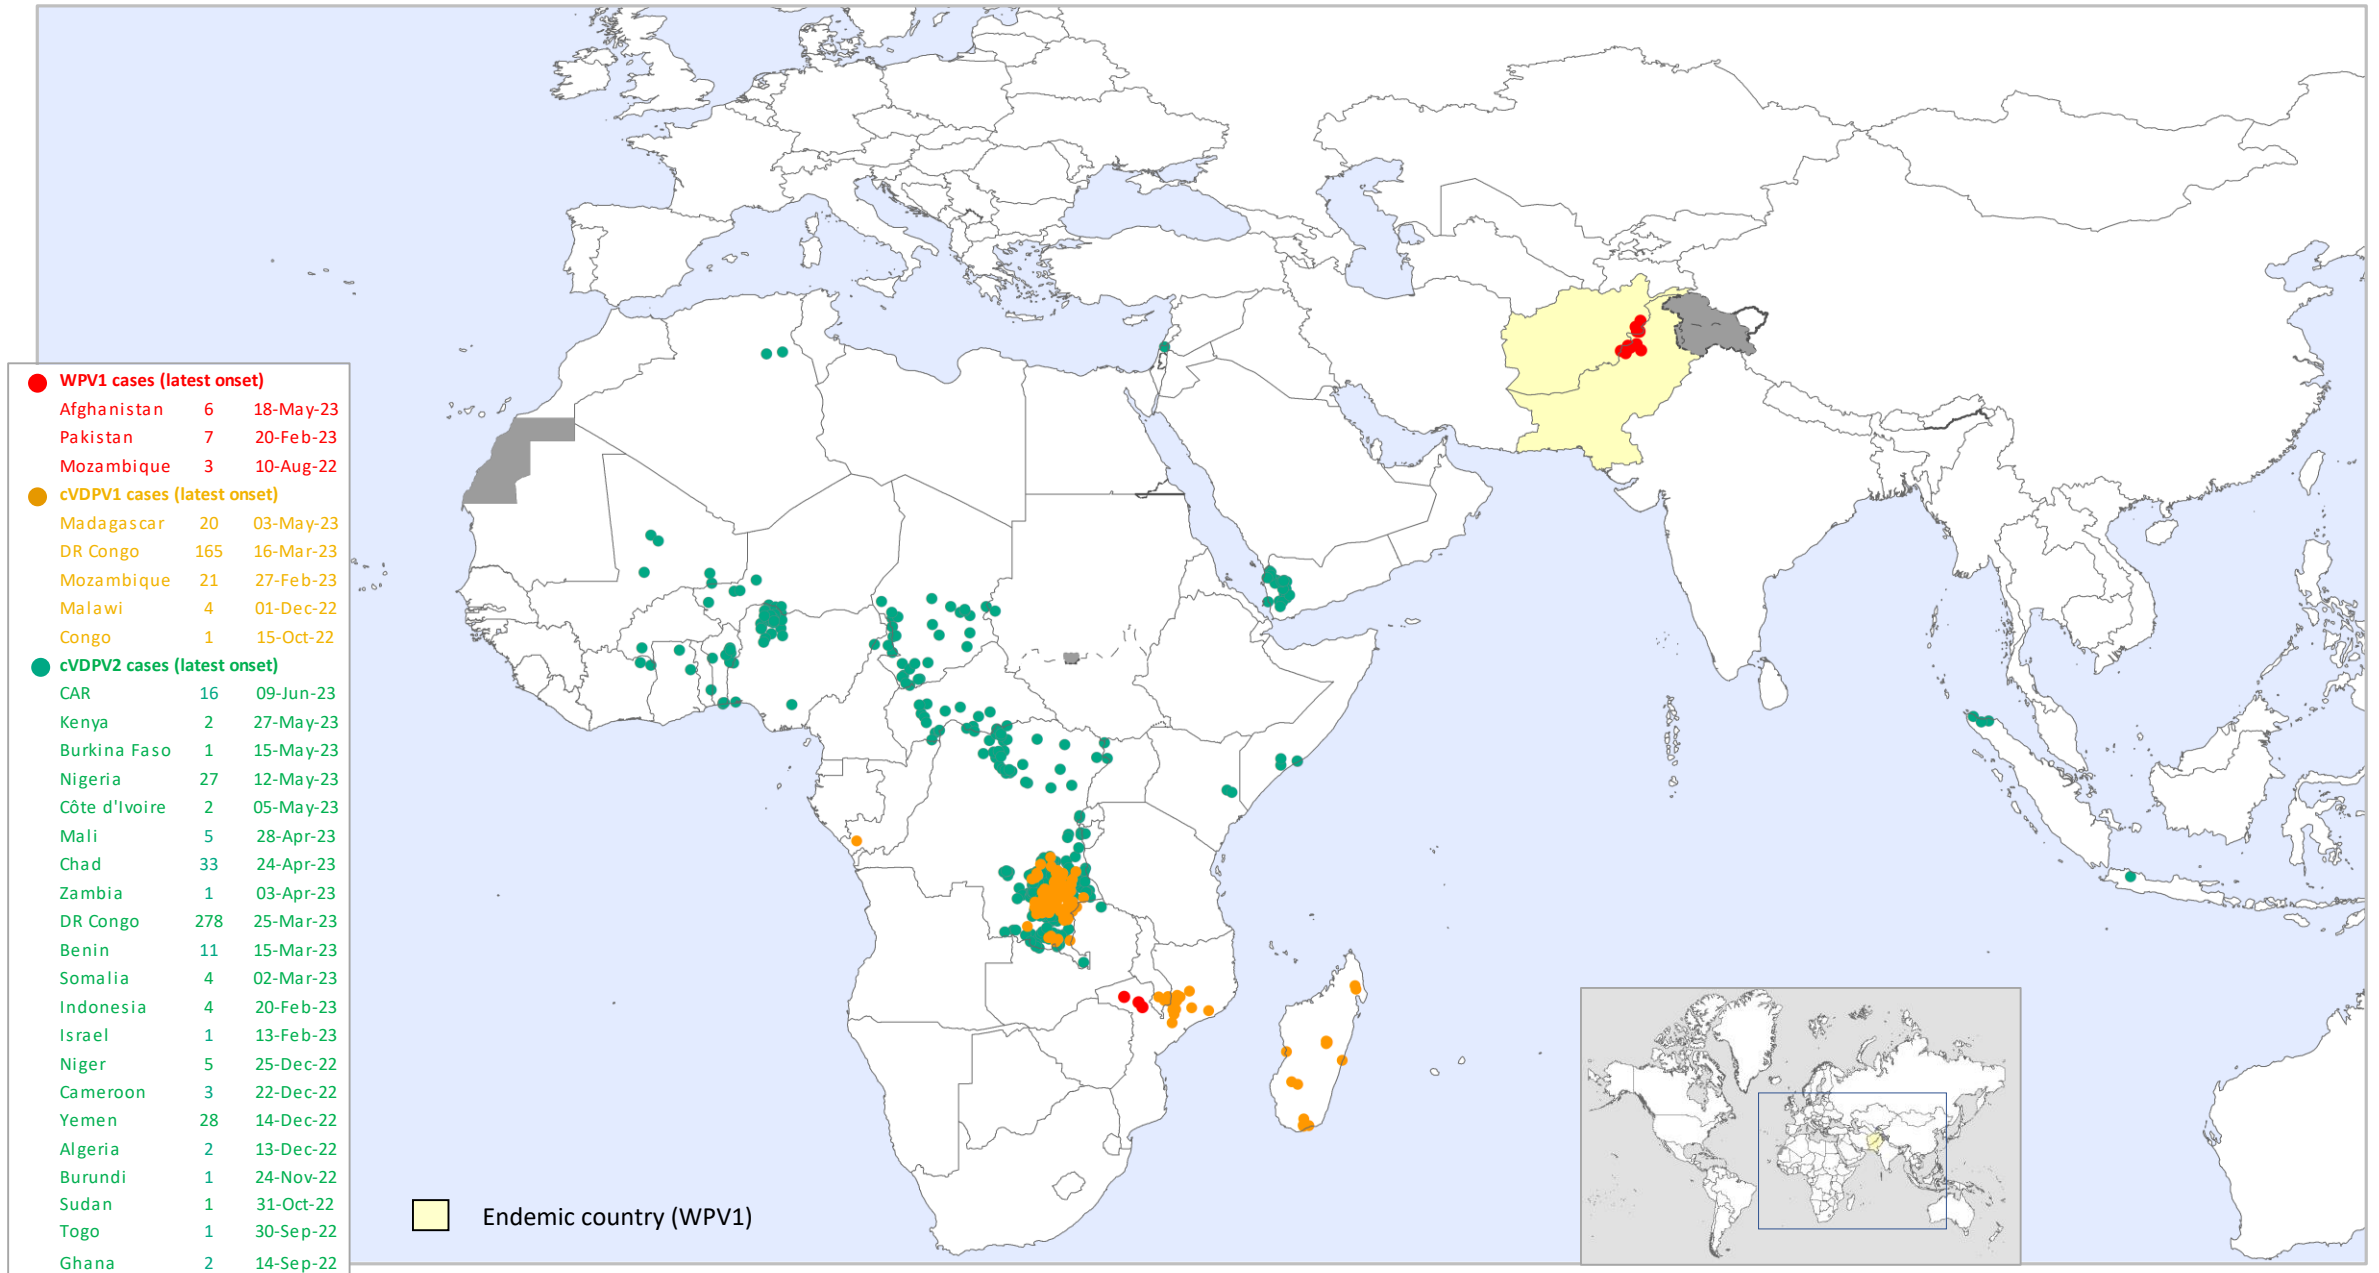 WPV1 cases (latest onset)
Afghanistan 6 18-May-23
Pakistan 7 20-Feb-23
Mozambique 3 10-Aug-22
cVDPV1 cases (latest onset)
Madagascar 20 03-May-23
DR Congo 165 16-Mar-23
Mozambique 21 27-Feb-23
Malawi 4 01-Dec-22
Congo 1 15-Oct-22
cVDPV2 cases (latest onset)
CAR 16 09-Jun-23
Kenya 2 27-May-23
Burkina Faso 1 15-May-23
Nigeria 27 12-May-23
Côte d'Ivoire 2 05-May-23
Mali 5 28-Apr-23
Chad 33 24-Apr-23
Zambia 1 03-Apr-23
DR Congo 278 25-Mar-23
Benin 11 15-Mar-23
Somalia 4 02-Mar-23
Indonesia 4 20-Feb-23
Israel 1 13-Feb-23
Niger 5 25-Dec-22
Cameroon 3 22-Dec-22
Yemen 28 14-Dec-22
Algeria 2 13-Dec-22
Burundi 1 24-Nov-22
Sudan 1 31-Oct-22
Togo 1 30-Sep-22
Ghana 2 14-Sep-22
Endemic country (WPV1)